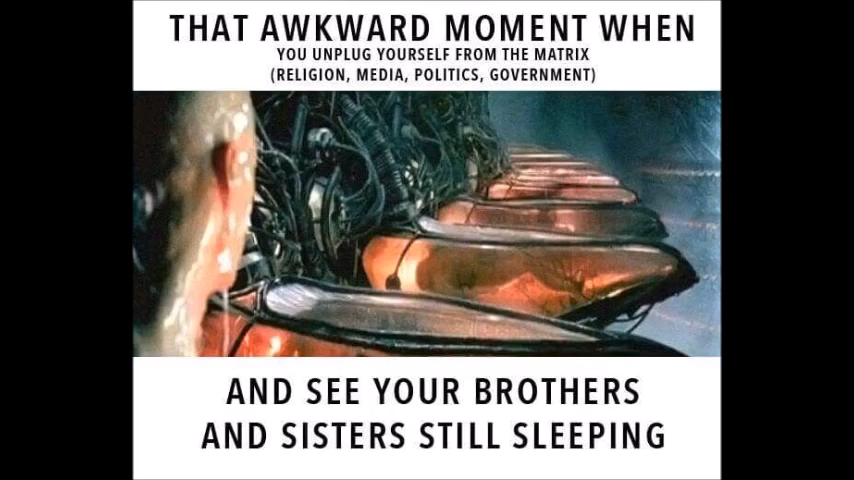 THAT AWKWARD MOMENT WHEN
YOU UNPLUG YOURSELF FROM THE MATRIX
(RELIGION, MEDIA, POLITICS, GOVERNMENT)
AND SEE YOUR BROTHERS
AND SISTERS STILL SLEEPING